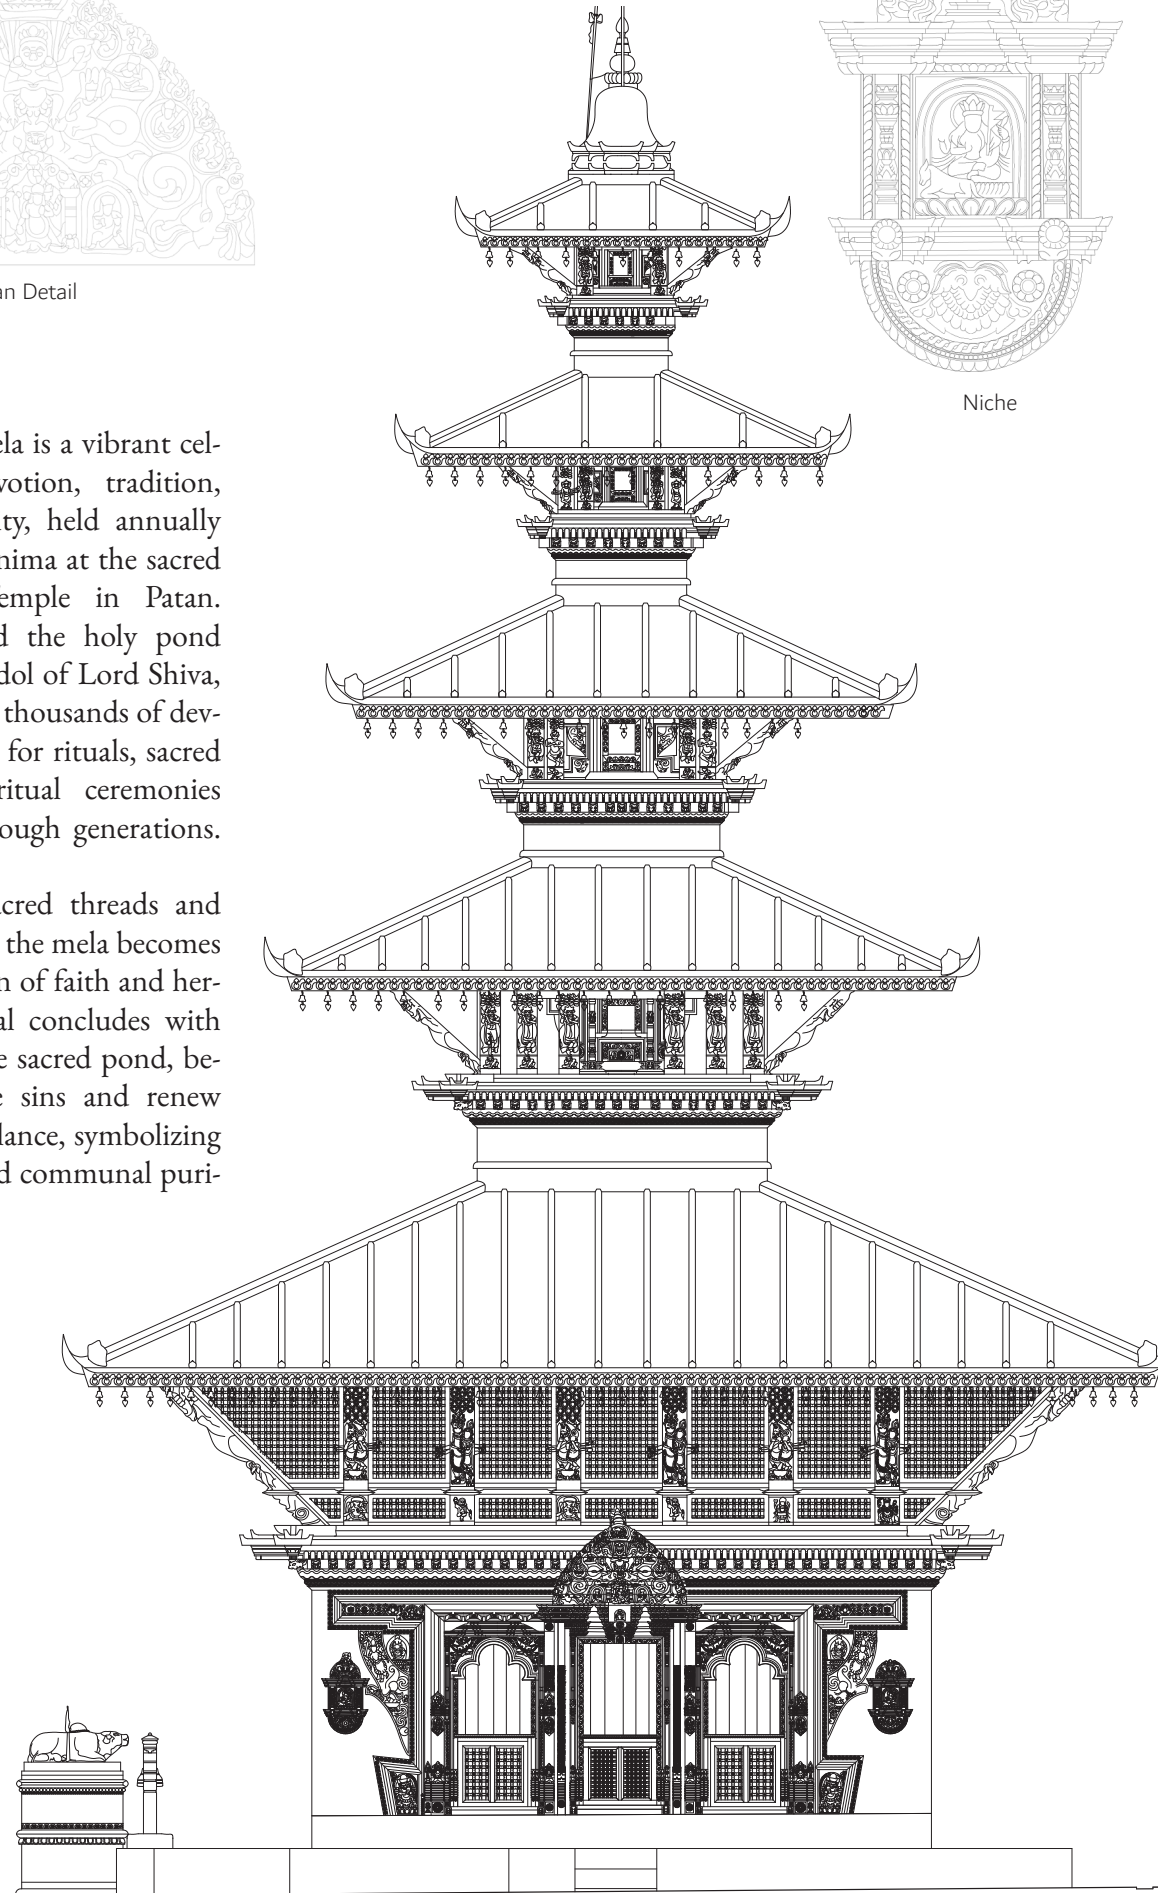 an Detail
Niche
ela is a vibrant cel-
votion, tradition,
ty, held annually
nima at the sacred
emple in Patan.
d the holy pond
dol of Lord Shiva,
thousands of dev-
for rituals, sacred
ritual ceremonies
ough generations.
cred threads and
the mela becomes
n of faith and her-
al concludes with
e sacred pond, be-
e sins and renew
lance, symbolizing
d communal puri-